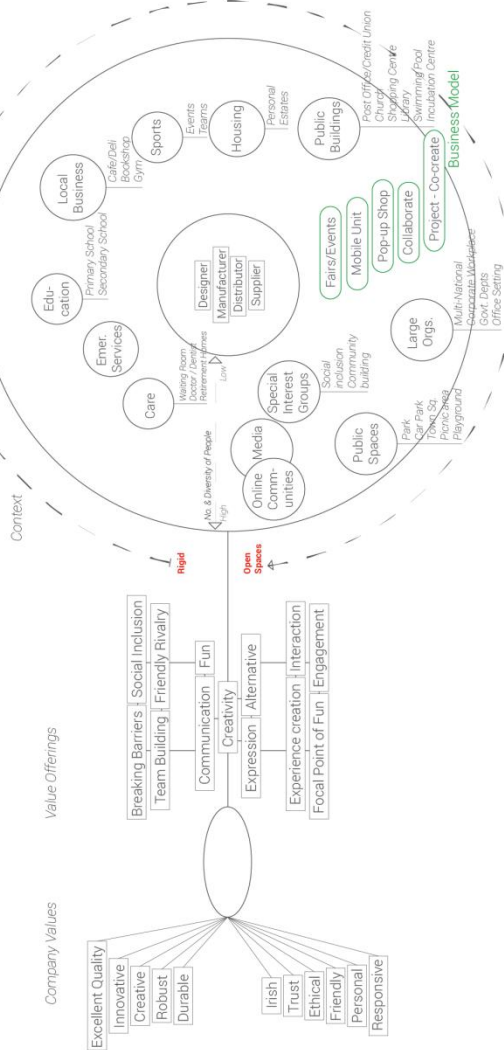 Company Values
Excellent Quality
Innovative
Creative
Robust
Durable
Irish
Trust
Ethical
Friendly
Personal
Responsive
Value Offerings
Breaking Barriers
Social Inclusion
Team Building
Friendly Rivalry
Communication
Fun
Creativity
Expression
Alternative
Experience creation
Interaction
Focal Point of Fun
Engagement
Context
Rigid
Open
Spaces
No. & Diversity of People
High
Low
Care
Waiting Room
Doctor / Dentist
Retirement Homes
Emer.
Services
Edu-
cation
Primary School
Secondary School
Local
Business
Cafe/Deli
Bookshop
Gym
Sports
Events
Teams
Housing
Personal
Estates
Public
Buildings
Post Office/Credit Union
Church
Shopping Centre
Library
Swimming Pool
Incubation Centre
Designer
Manufacturer
Distributor
Supplier
Online
Comm-
unities
Media
Special
Interest
Groups
Social
inclusion
Community
building
Public
Spaces
Park
Car Park
Town Sq.
Picnic area
Playground
Large
Orgs.
Multi-National
Corporate Workplace
Govt. Depts
Office Setting
Fairs/Events
Mobile Unit
Pop-up Shop
Collaborate
Project - Co-create
Business Model